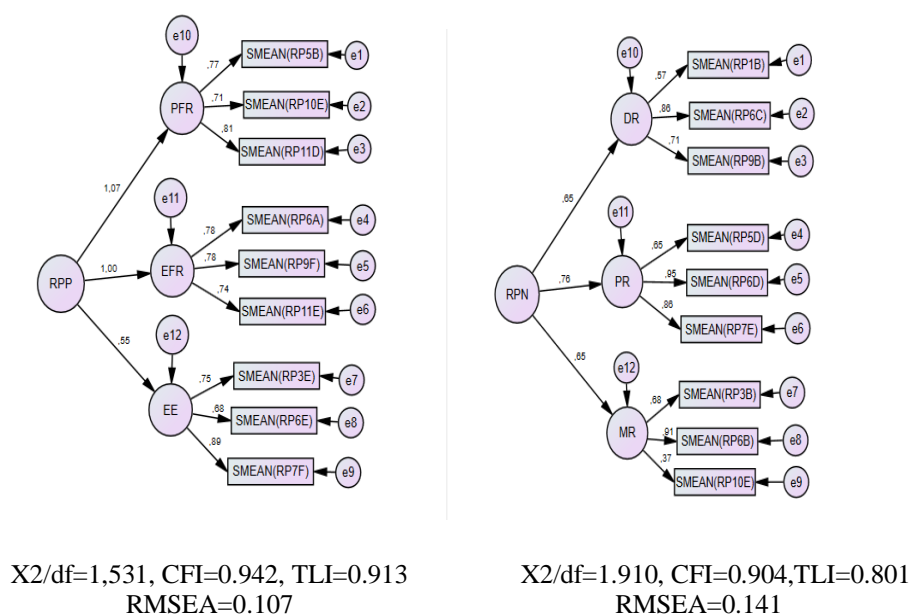 e10
,77
SMEAN(RP5B)
e1
PFR
,71
SMEAN(RP10E)
e2
,81
SMEAN(RP11D)
e3
1,07
e11
,78
SMEAN(RP6A)
e4
RPP
1,00
EFR
,78
SMEAN(RP9F)
e5
,74
SMEAN(RP11E)
e6
,55
e12
,75
SMEAN(RP3E)
e7
EE
,68
SMEAN(RP6E)
e8
,89
SMEAN(RP7F)
e9
X2/df=1,531, CFI=0.942, TLI=0.913
RMSEA=0.107
e10
,57
SMEAN(RP1B)
e1
DR
,86
SMEAN(RP6C)
e2
,71
SMEAN(RP9B)
e3
,65
e11
,65
SMEAN(RP5D)
e4
RPN
,76
PR
,95
SMEAN(RP6D)
e5
,86
SMEAN(RP7E)
e6
,65
e12
,68
SMEAN(RP3B)
e7
MR
,91
SMEAN(RP6B)
e8
,37
SMEAN(RP10E)
e9
X2/df=1.910, CFI=0.904,TLI=0.801
RMSEA=0.141